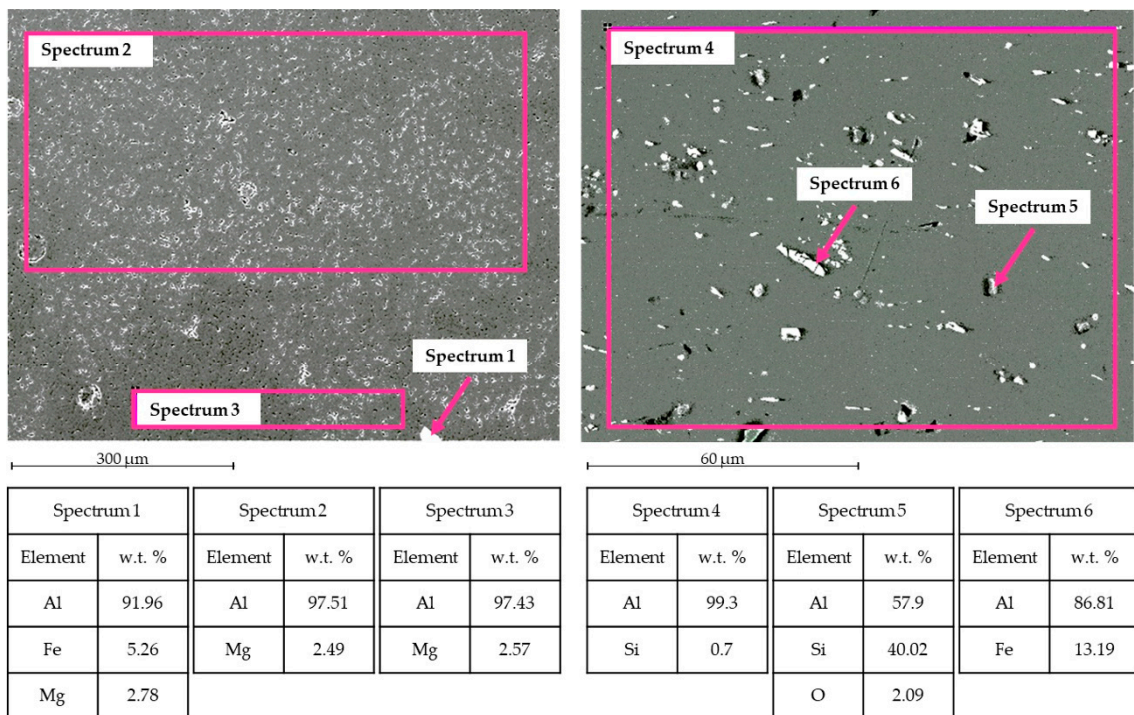 Spectrum 2
Spectrum 4
Spectrum 6
Spectrum 5
Spectrum 1
Spectrum 3
300 μm
60 μm
Spectrum 1 Spectrum 2 Spectrum 3 Spectrum 4 Spectrum 5 Spectrum 6
Element w.t. % Element w.t. % Element w.t. % Element w.t. % Element w.t. % Element w.t. %
Al 91.96 Al 97.51 Al 97.43 Al 99.3 Al 57.9 Al 86.81
Fe 5.26 Mg 2.49 Mg 2.57 Si 0.7 Si 40.02 Fe 13.19
Mg 2.78 O 2.09